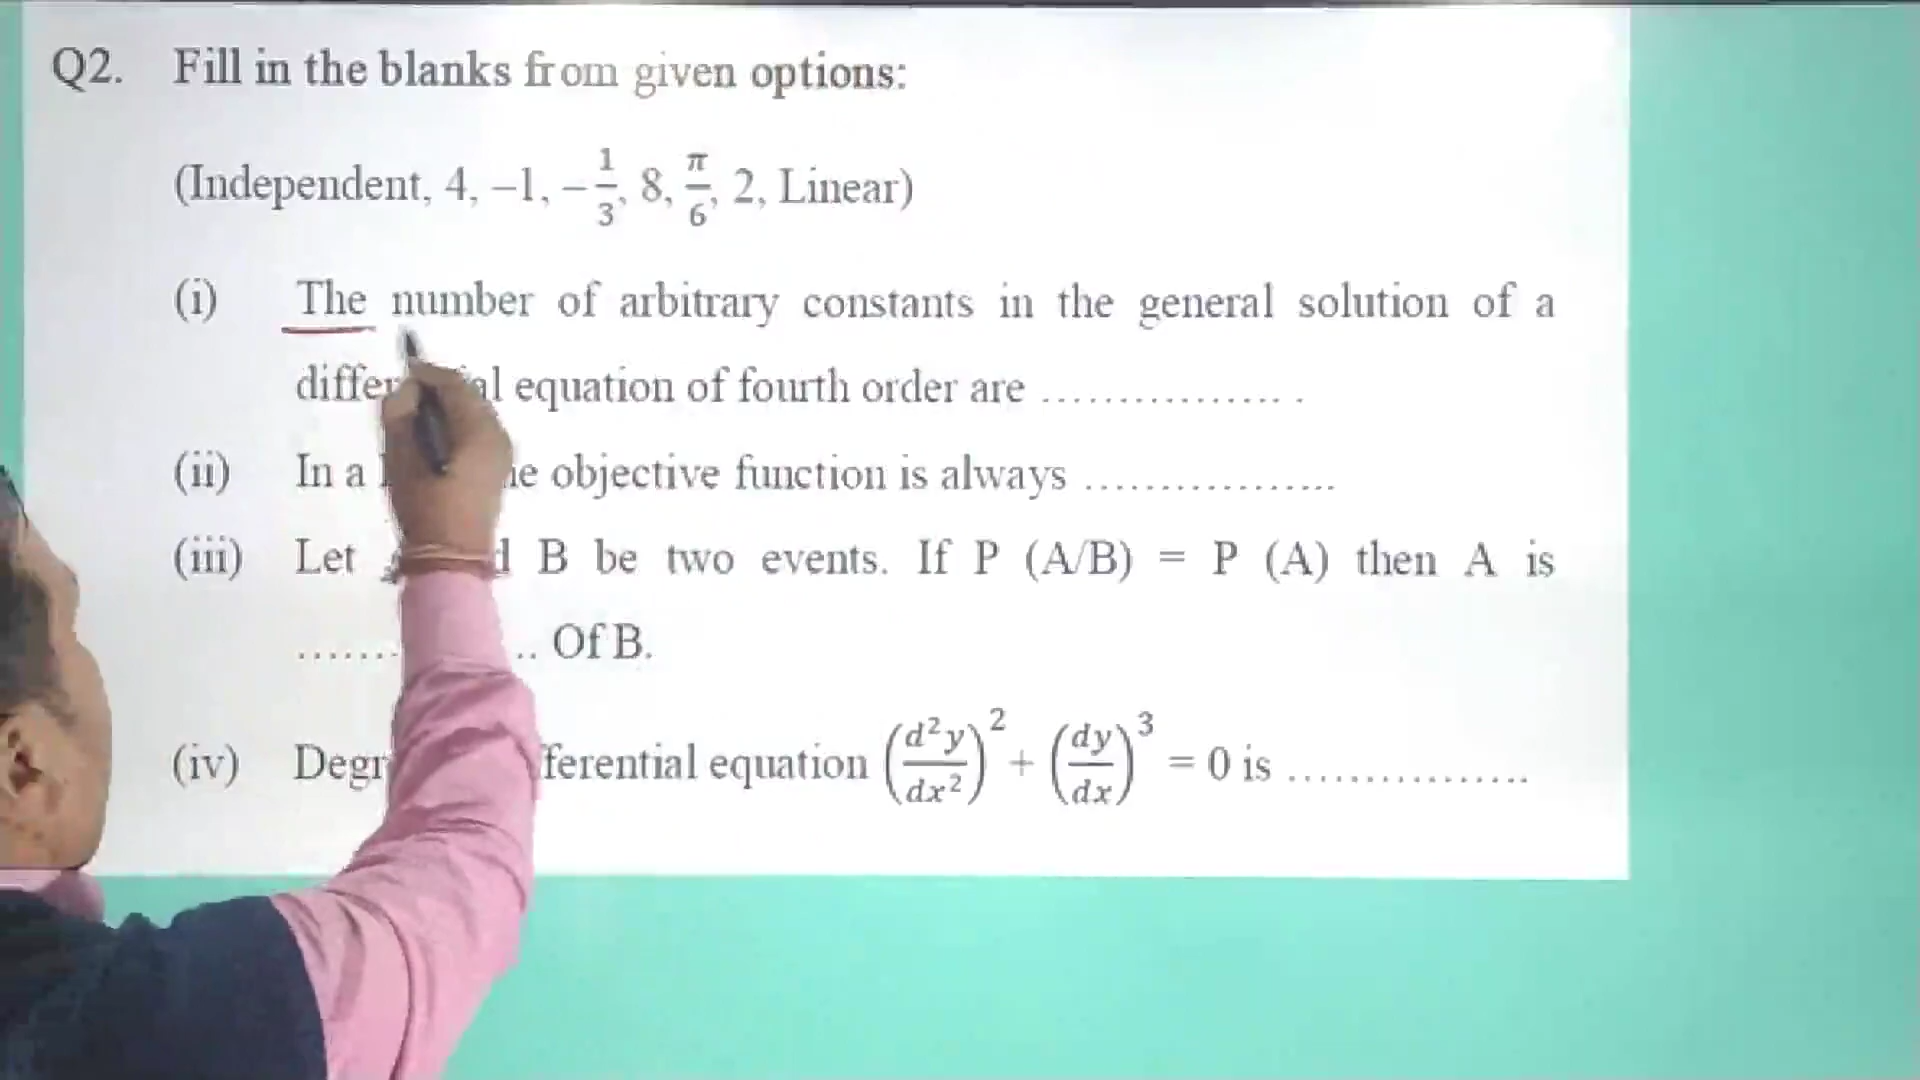 Q2. Fill in the blanks from given options:
(Independent, 4, –1, –1/3, 8, π/6, 2, Linear)
(i) The number of arbitrary constants in the general solution of a
equation of fourth order are ................ .
(ii) In a objective function is always .................
(iii) Let B be two events. If P (A/B) = P (A) then A is
....... .. Of B.
(iv) equation (d²y/dx²)² + (dy/dx)³ = 0 is ................